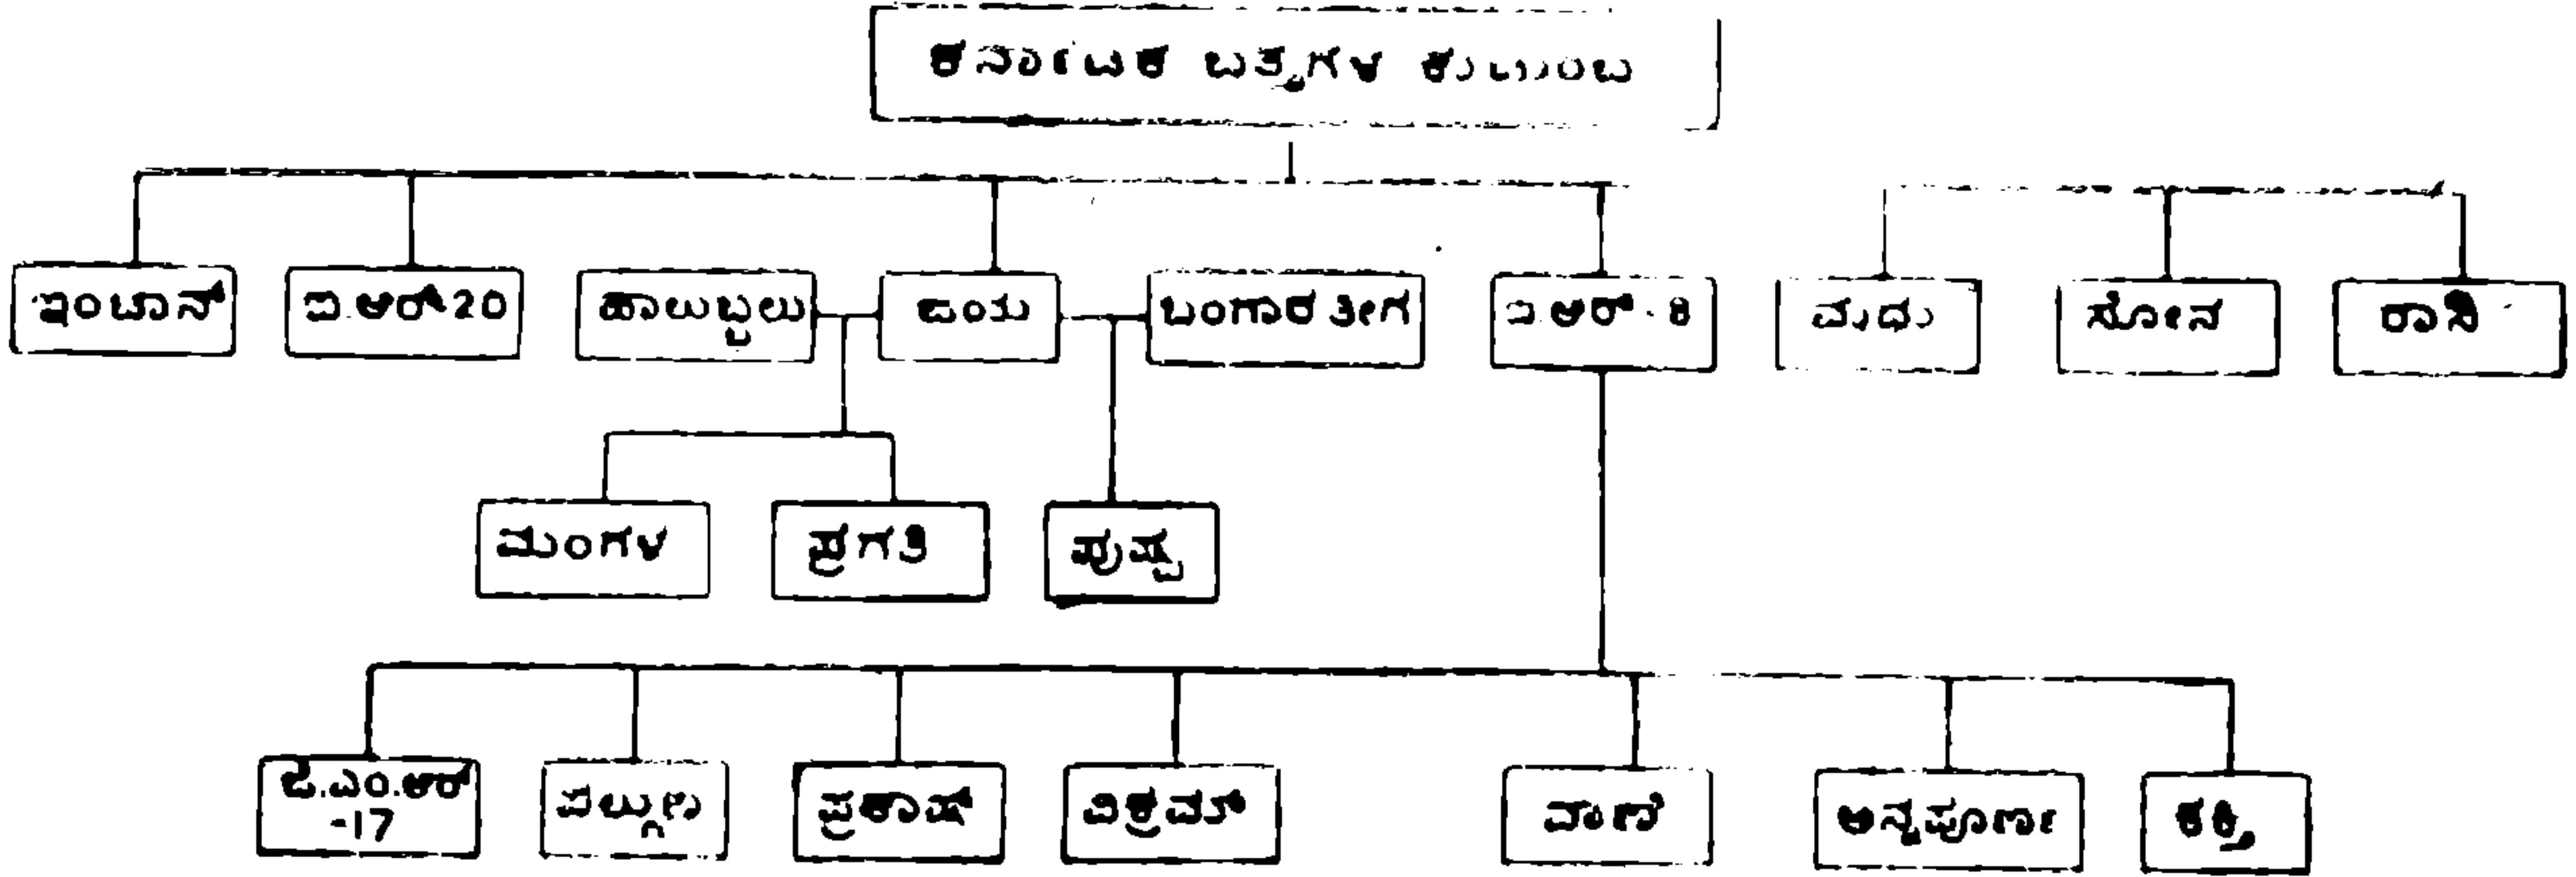 ಕರ್ನಾಟಕ ಬತ್ತಗಳ ಕುಟುಂಬ
ಇಂಟಾನ್
ಐ.ಆರ್-20
ಹಾಲುಬ್ಬಲು
ಜಯ
ಬಂಗಾರ ತೀಗ
ಐ.ಆರ್-8
ಮಧು
ಸೋನ
ರಾಸಿ
ಮಂಗಳ
ಪ್ರಗತಿ
ಪುಷ್ಪ
ಜೆ.ಎಂ.ಆರ್
-17
ಪಲ್ಗುಣ
ಪ್ರಕಾಷ್
ವಿಕ್ರಮ್
ವಾಣಿ
ಅನ್ನಪೂರ್ಣ
ಶಕ್ತಿ